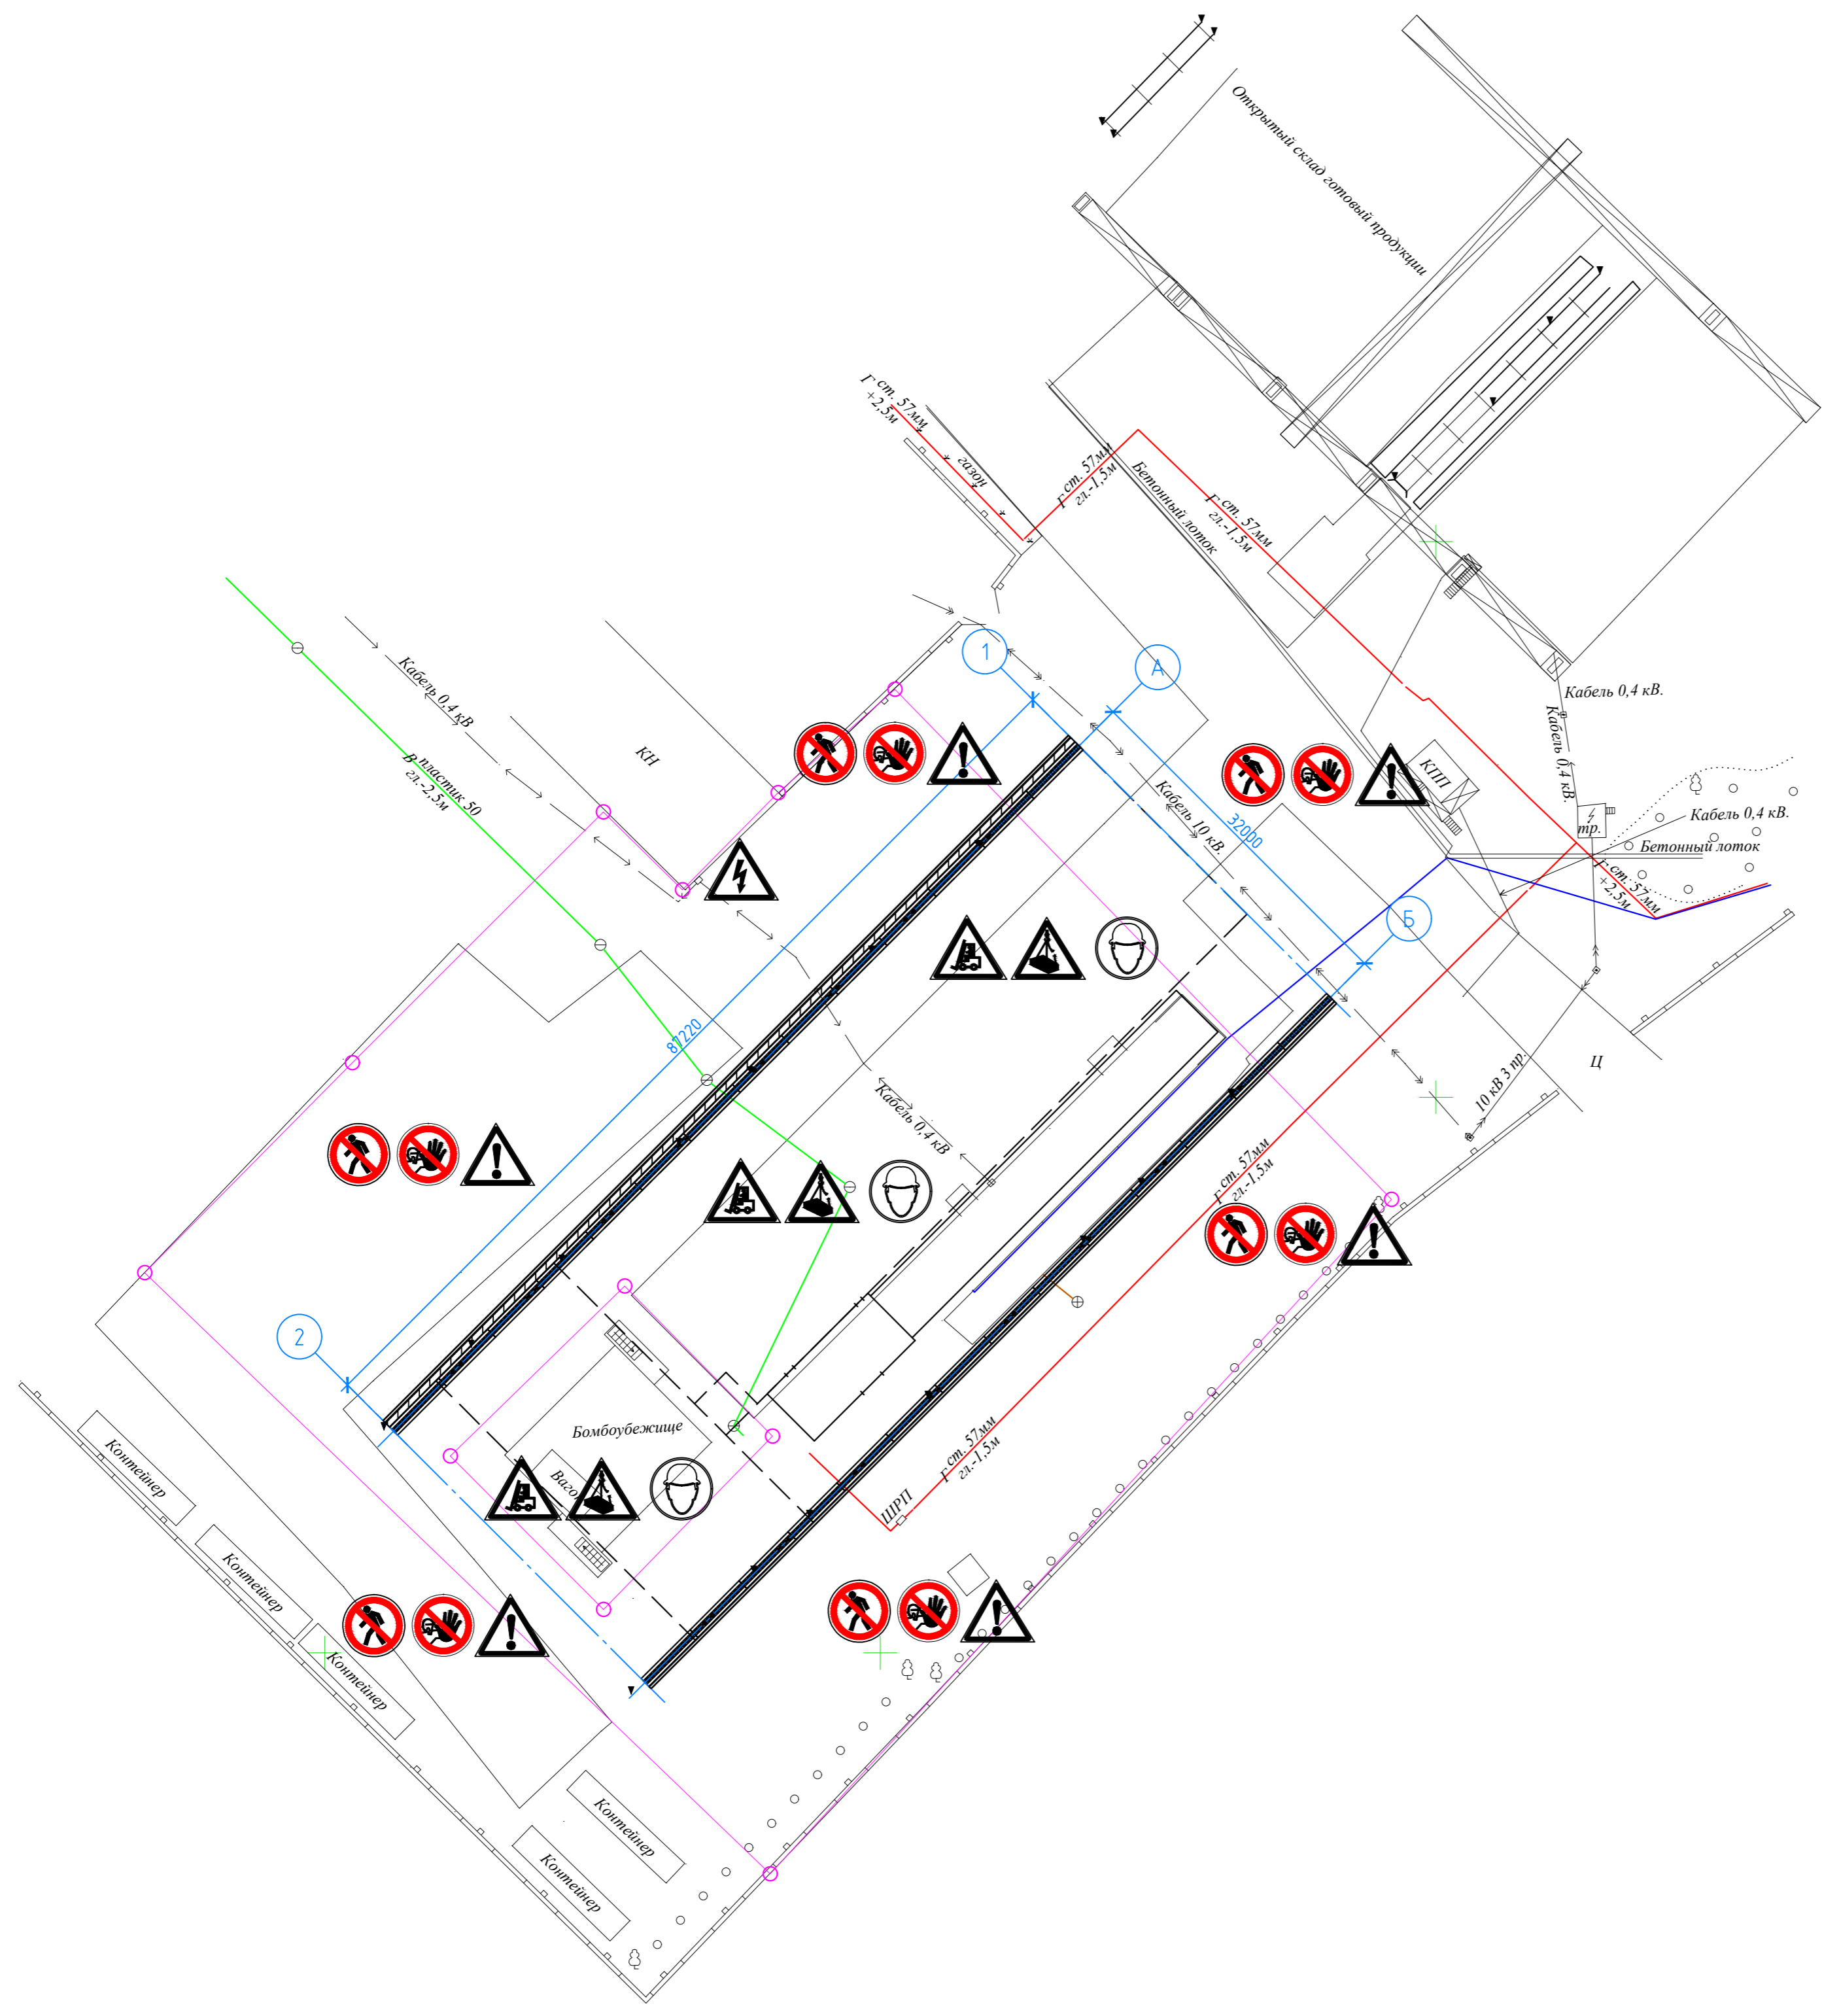 Открытый склад готовый продукции
Г ст. 57мм
+2,5м
газон
Г ст. 57мм
гл.-1,5м
Бетонный лоток
Г ст. 57мм
гл.-1,5м
1
А
Кабель 0,4 кВ
Кабель 0,4 кВ.
Кабель 0,4 кВ.
КН
В пластик 50
гл.-2,5м
КПП
Кабель 10 кВ.
32000
тр.
Кабель 0,4 кВ.
Бетонный лоток
Г ст. 57мм
+2,5м
Б
87220
Ц
10 кВ 3 пр.
Кабель 0,4 кВ
Г ст. 57мм
гл.-1,5м
2
Бомбоубежище
Ваго
Г ст. 57мм
гл.-1,5м
ШРП
Контейнер
Контейнер
Контейнер
Контейнер
Контейнер